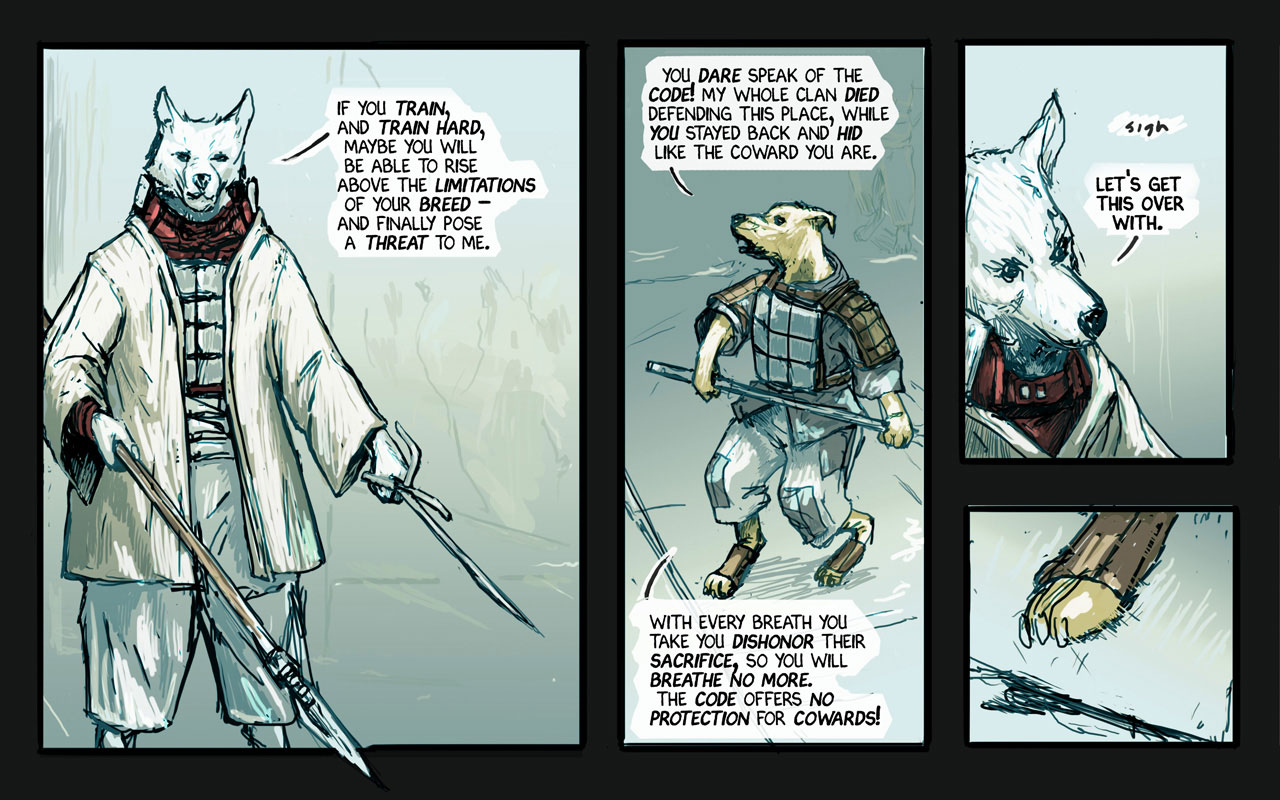 IF YOU TRAIN,
AND TRAIN HARD,
MAYBE YOU WILL
BE ABLE TO RISE
ABOVE THE LIMITATIONS
OF YOUR BREED —
AND FINALLY POSE
A THREAT TO ME.
YOU DARE SPEAK OF THE
CODE! MY WHOLE CLAN DIED
DEFENDING THIS PLACE, WHILE
YOU STAYED BACK AND HID
LIKE THE COWARD YOU ARE.
WITH EVERY BREATH YOU
TAKE YOU DISHONOR THEIR
SACRIFICE, SO YOU WILL
BREATHE NO MORE.
THE CODE OFFERS NO
PROTECTION FOR COWARDS!
sigh
LET'S GET
THIS OVER
WITH.